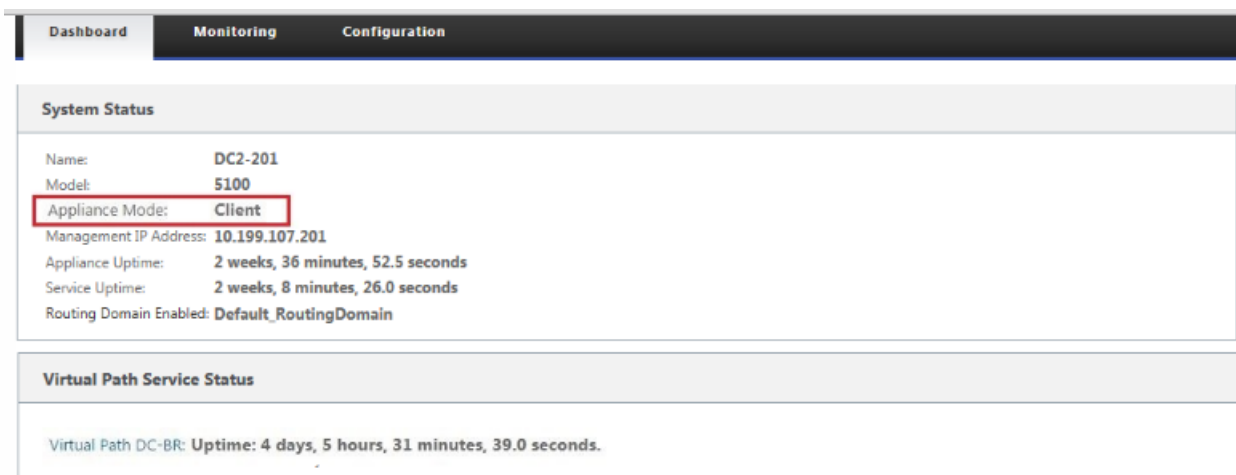 Dashboard Monitoring Configuration
System Status
Name: DC2-201
Model: 5100
Appliance Mode: Client
Management IP Address: 10.199.107.201
Appliance Uptime: 2 weeks, 36 minutes, 52.5 seconds
Service Uptime: 2 weeks, 8 minutes, 26.0 seconds
Routing Domain Enabled: Default_RoutingDomain
Virtual Path Service Status
Virtual Path DC-BR: Uptime: 4 days, 5 hours, 31 minutes, 39.0 seconds.